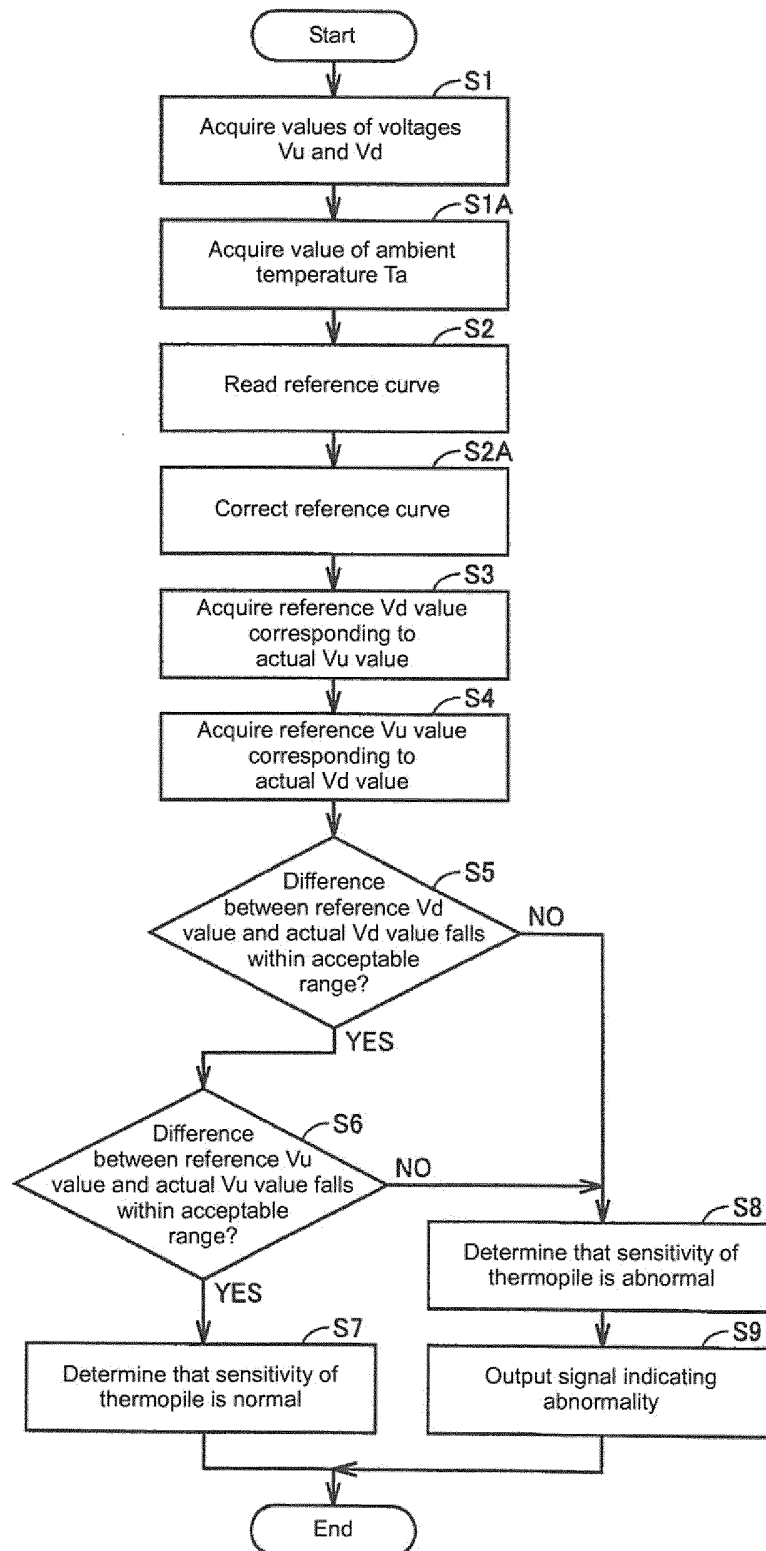 Start
S1
Acquire values of voltages
Vu and Vd
S1A
Acquire value of ambient
temperature Ta
S2
Read reference curve
S2A
Correct reference curve
S3
Acquire reference Vd value
corresponding to
actual Vu value
S4
Acquire reference Vu value
corresponding to
actual Vd value
S5
Difference
between reference Vd
value and actual Vd value falls
within acceptable
range?
NO
YES
S6
Difference
between reference Vu
value and actual Vu value falls
within acceptable
range?
NO
YES
S8
Determine that sensitivity of
thermopile is abnormal
S7
Determine that sensitivity of
thermopile is normal
S9
Output signal indicating
abnormality
End